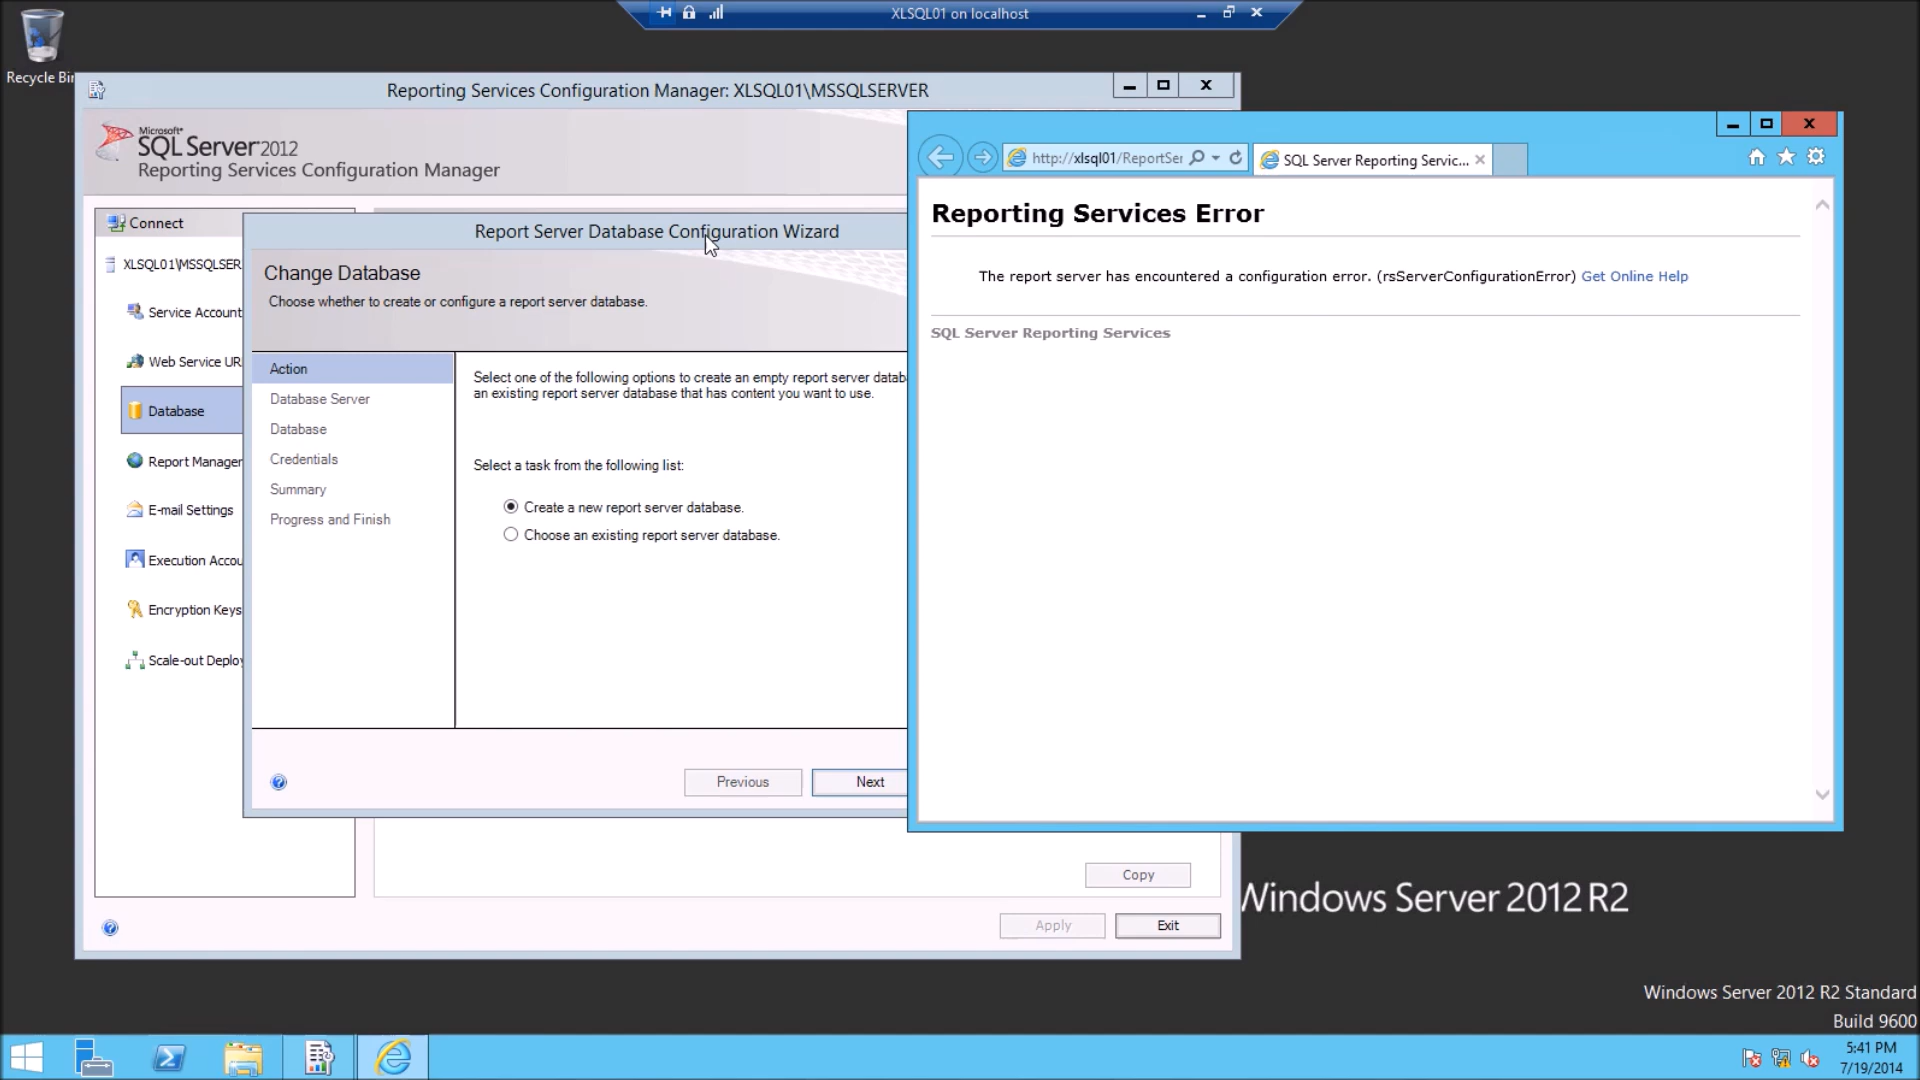 XLSQL01 on localhost
Recycle Bin
Reporting Services Configuration Manager: XLSQL01\MSSQLSERVER
Microsoft®
SQL Server 2012
Reporting Services Configuration Manager
Connect
XLSQL01\MSSQLSER
Service Account
Web Service UR
Database
Report Manager
E-mail Settings
Execution Accou
Encryption Keys
Scale-out Deploy
Report Server Database Configuration Wizard
Change Database
Choose whether to create or configure a report server database.
Action
Database Server
Database
Credentials
Summary
Progress and Finish
Select one of the following options to create an empty report server datab
an existing report server database that has content you want to use.
Select a task from the following list:
Create a new report server database.
Choose an existing report server database.
Previous
Next
Copy
Apply
Exit
http://xlsql01/ReportSer
SQL Server Reporting Servic...
Reporting Services Error
The report server has encountered a configuration error. (rsServerConfigurationError) Get Online Help
SQL Server Reporting Services
Windows Server 2012 R2
Windows Server 2012 R2 Standard
Build 9600
5:41 PM
7/19/2014